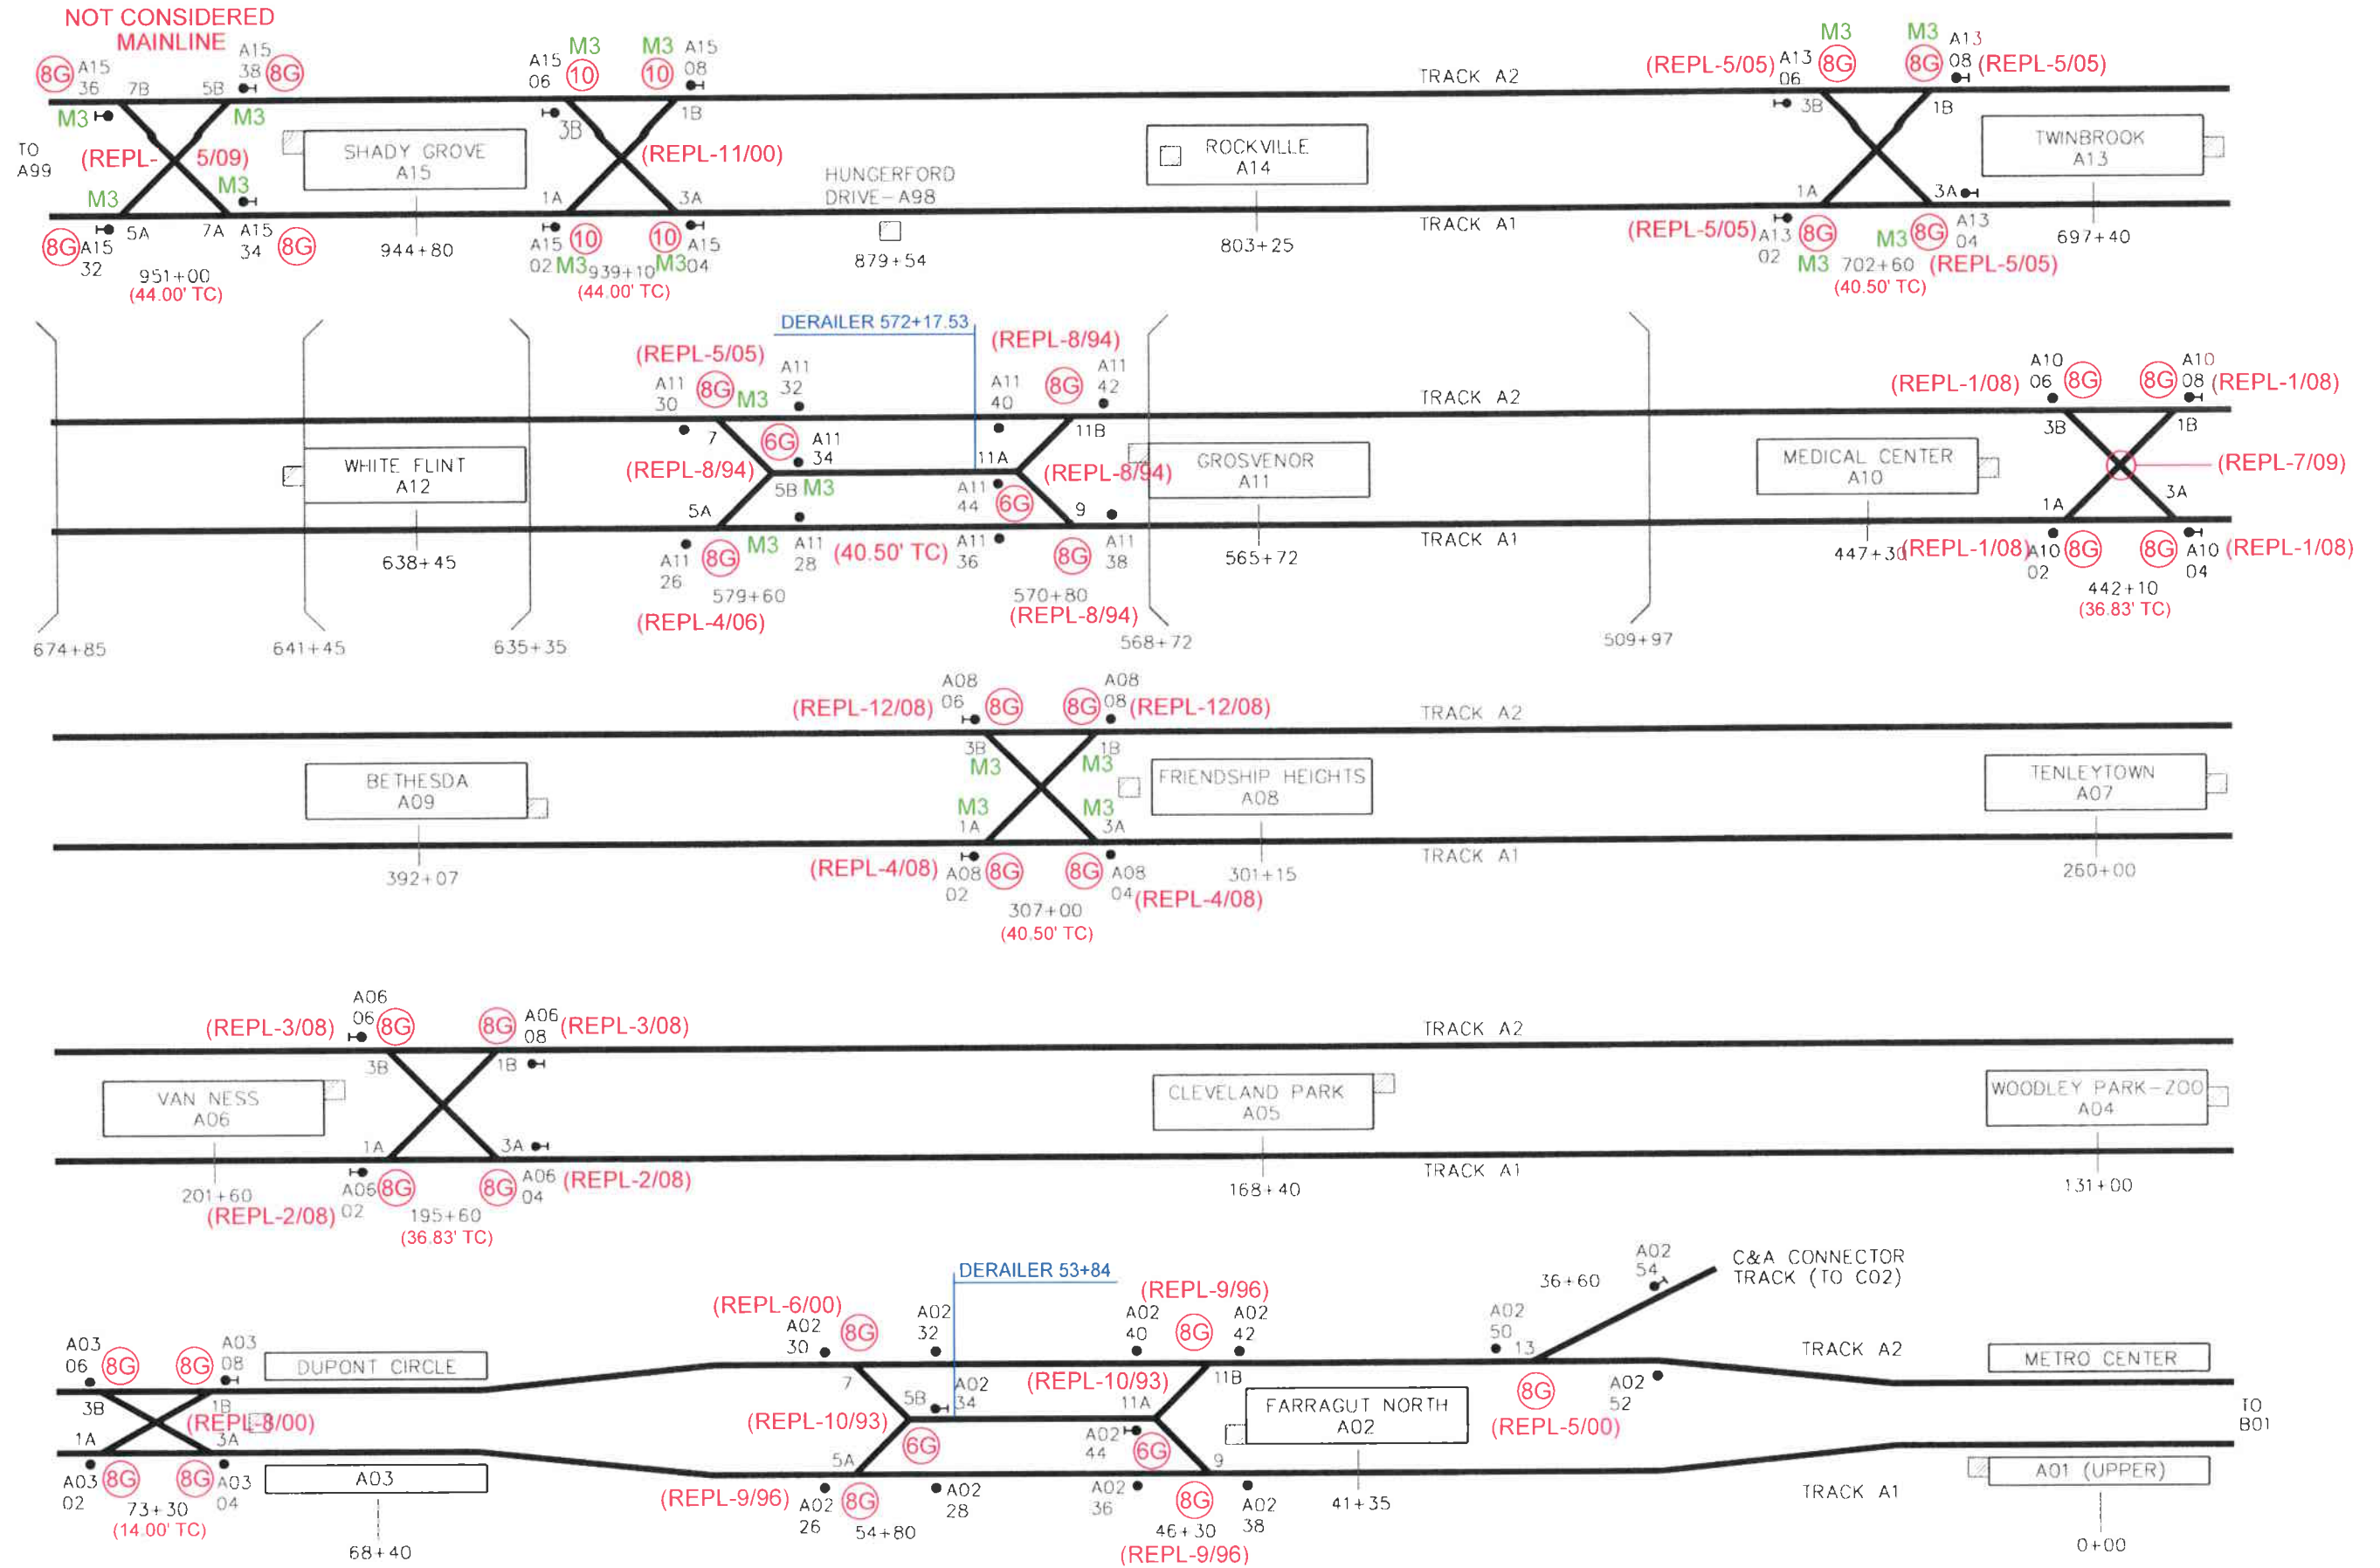 NOT CONSIDERED
MAINLINE
8G A15
36
7B
5B
A15
38 8G
M3
M3
TO
A99
(REPL- 5/09)
M3
M3
8G A15
32
5A
7A
A15
34
8G
951+00
(44.00' TC)
SHADY GROVE
A15
944+80
A15
06
M3
10
M3
10
A15
08
3B
1B
(REPL-11/00)
1A
3A
A15
02
10
M3
10
M3
A15
04
939+10
(44.00' TC)
HUNGERFORD
DRIVE-A98
879+54
ROCKVILLE
A14
803+25
TRACK A2
TRACK A1
(REPL-5/05)
A13
06
M3
8G
M3
8G
A13
08
(REPL-5/05)
3B
1B
1A
3A
(REPL-5/05)
A13
02
8G
M3
M3
8G
A13
04
702+60
(REPL-5/05)
(40.50' TC)
TWINBROOK
A13
697+40
674+85
641+45
635+35
WHITE FLINT
A12
638+45
DERAILER 572+17.53
(REPL-5/05)
A11
30
8G
M3
A11
32
7
6G
A11
34
(REPL-8/94)
5B
M3
5A
A11
26
8G
M3
A11
28
579+60
(REPL-4/06)
(40.50' TC)
(REPL-8/94)
A11
40
8G
A11
42
11A
11B
(REPL-8/94)
A11
44
6G
9
A11
36
8G
A11
38
570+80
(REPL-8/94)
568+72
GROSVENOR
A11
565+72
TRACK A2
TRACK A1
509+97
MEDICAL CENTER
A10
447+30
(REPL-1/08)
A10
06
8G
8G
A10
08
(REPL-1/08)
3B
1B
(REPL-7/09)
1A
3A
(REPL-1/08)
A10
02
8G
8G
A10
04
(REPL-1/08)
442+10
(36.83' TC)
BETHESDA
A09
392+07
(REPL-12/08)
A08
06
8G
8G
A08
08
(REPL-12/08)
3B
M3
1B
M3
M3
1A
M3
3A
(REPL-4/08)
A08
02
8G
8G
A08
04
(REPL-4/08)
307+00
(40.50' TC)
FRIENDSHIP HEIGHTS
A08
301+15
TRACK A2
TRACK A1
TENLEYTOWN
A07
260+00
VAN NESS
A06
201+60
(REPL-3/08)
A06
06
8G
8G
A06
08
(REPL-3/08)
3B
1B
1A
3A
(REPL-2/08)
A06
02
8G
8G
A06
04
(REPL-2/08)
195+60
(36.83' TC)
CLEVELAND PARK
A05
168+40
TRACK A2
TRACK A1
WOODLEY PARK-ZOO
A04
131+00
A03
06
8G
8G
A03
08
3B
1B
(REPL-8/00)
1A
3A
A03
02
8G
8G
A03
04
73+30
(14.00' TC)
DUPONT CIRCLE
A03
68+40
DERAILER 53+84
(REPL-6/00)
A02
30
8G
A02
32
7
5B
A02
34
(REPL-10/93)
6G
5A
(REPL-9/96)
A02
26
8G
A02
28
54+80
(REPL-9/96)
A02
40
8G
A02
42
(REPL-10/93)
11A
11B
A02
44
6G
9
A02
36
8G
A02
38
46+30
(REPL-9/96)
FARRAGUT NORTH
A02
41+35
36+60
A02
54
C&A CONNECTOR
TRACK (TO C02)
A02
50
13
8G
A02
52
(REPL-5/00)
TRACK A2
TRACK A1
METRO CENTER
A01 (UPPER)
TO
B01
0+00